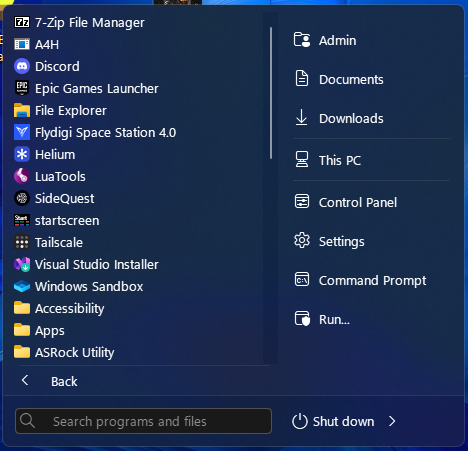 7-Zip File Manager
A4H
Discord
Epic Games Launcher
File Explorer
Flydigi Space Station 4.0
Helium
LuaTools
SideQuest
startscreen
Tailscale
Visual Studio Installer
Windows Sandbox
Accessibility
Apps
ASRock Utility
Back
Search programs and files
Admin
Documents
Downloads
This PC
Control Panel
Settings
Command Prompt
Run...
Shut down